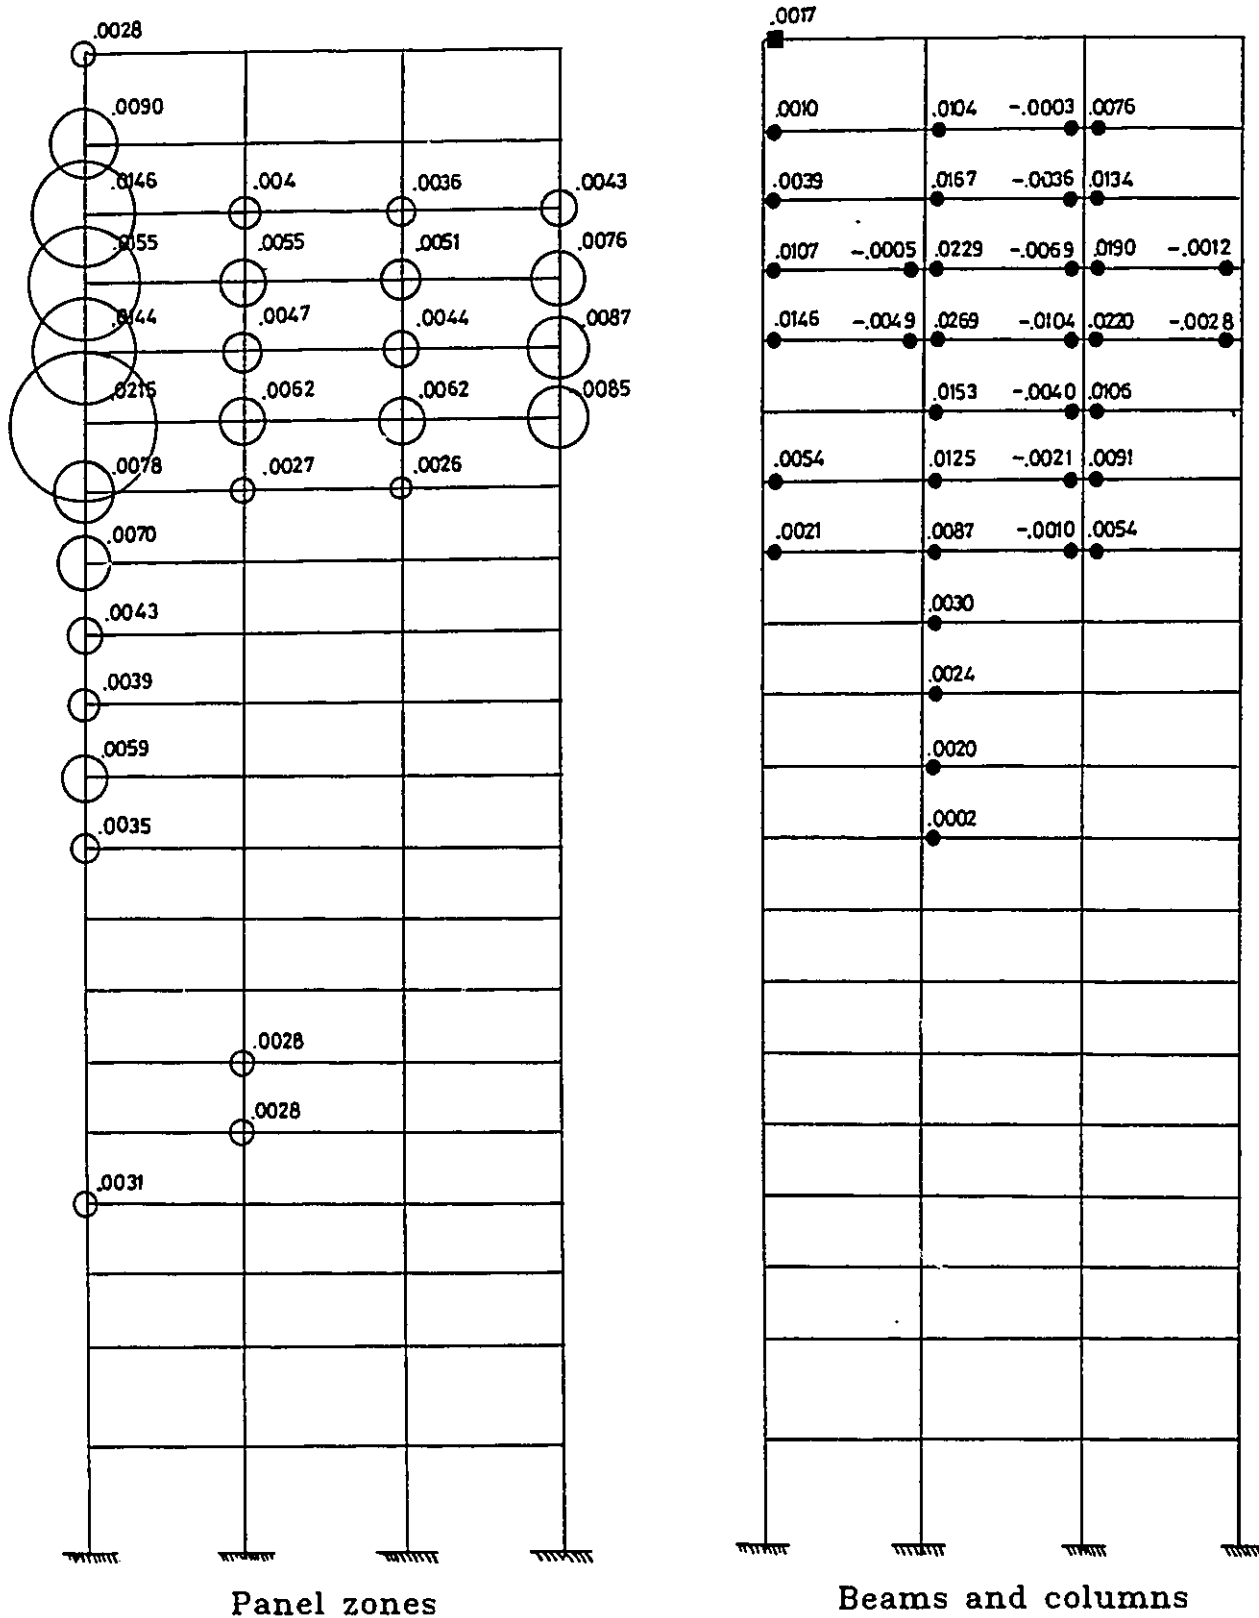 .0028
.0090
.0146 .004 .0036 .0043
.0155 .0055 .0051 .0076
.0144 .0047 .0044 .0087
.0215 .0062 .0062 .0085
.0078 .0027 .0026
.0070
.0043
.0039
.0059
.0035
.0028
.0028
.0031
Panel zones
.0017
.0010 .0104 -.0003 .0076
.0039 .0167 -.0036 .0134
.0107 -.0005 .0229 -.0069 .0190 -.0012
.0146 -.0049 .0269 -.0104 .0220 -.0028
.0153 -.0040 .0106
.0054 .0125 -.0021 .0091
.0021 .0087 -.0010 .0054
.0030
.0024
.0020
.0002
Beams and columns